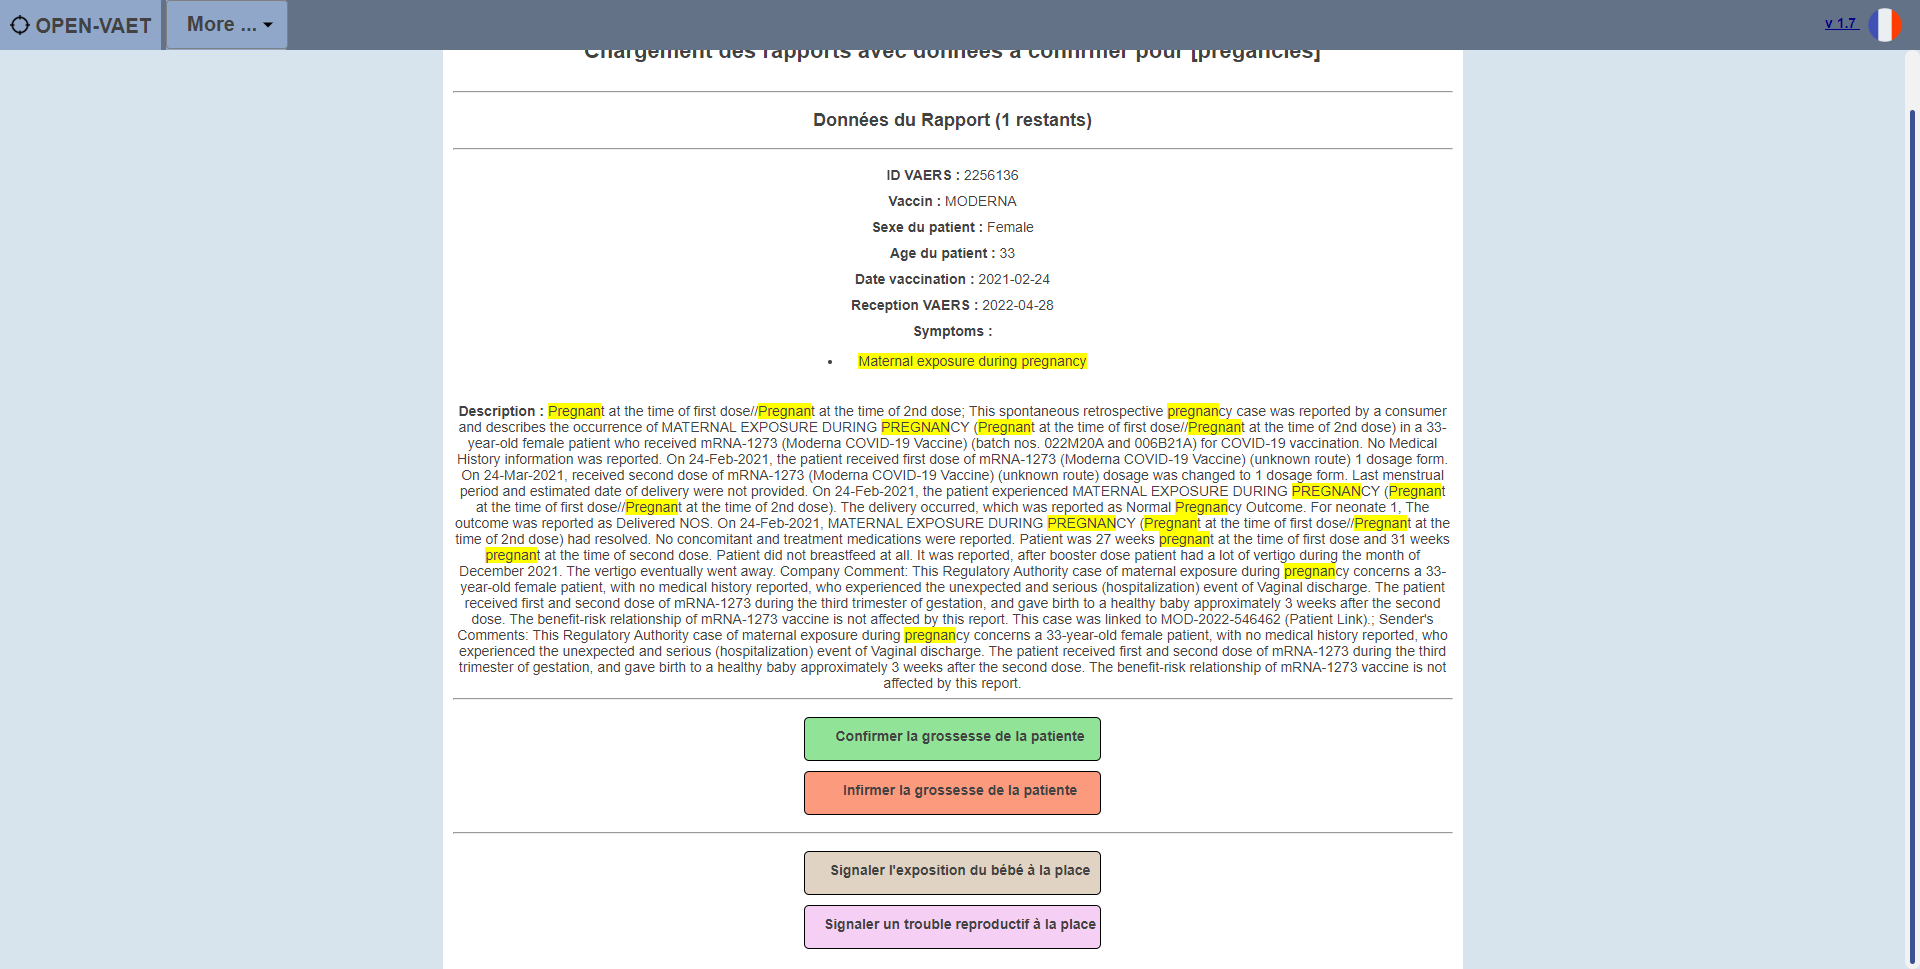 OPEN-VAET
More ...
v 1.7
Chargement des rapports avec données à confirmer pour [pregancies]
Données du Rapport (1 restants)
ID VAERS : 2256136
Vaccin : MODERNA
Sexe du patient : Female
Age du patient : 33
Date vaccination : 2021-02-24
Reception VAERS : 2022-04-28
Symptoms :
Maternal exposure during pregnancy
Description : Pregnant at the time of first dose//Pregnant at the time of 2nd dose; This spontaneous retrospective pregnancy case was reported by a consumer
and describes the occurrence of MATERNAL EXPOSURE DURING PREGNANCY (Pregnant at the time of first dose//Pregnant at the time of 2nd dose) in a 33-
year-old female patient who received mRNA-1273 (Moderna COVID-19 Vaccine) (batch nos. 022M20A and 006B21A) for COVID-19 vaccination. No Medical
History information was reported. On 24-Feb-2021, the patient received first dose of mRNA-1273 (Moderna COVID-19 Vaccine) (unknown route) 1 dosage form.
On 24-Mar-2021, received second dose of mRNA-1273 (Moderna COVID-19 Vaccine) (unknown route) dosage was changed to 1 dosage form. Last menstrual
period and estimated date of delivery were not provided. On 24-Feb-2021, the patient experienced MATERNAL EXPOSURE DURING PREGNANCY (Pregnant
at the time of first dose//Pregnant at the time of 2nd dose). The delivery occurred, which was reported as Normal Pregnancy Outcome. For neonate 1, The
outcome was reported as Delivered NOS. On 24-Feb-2021, MATERNAL EXPOSURE DURING PREGNANCY (Pregnant at the time of first dose//Pregnant at the
time of 2nd dose) had resolved. No concomitant and treatment medications were reported. Patient was 27 weeks pregnant at the time of first dose and 31 weeks
pregnant at the time of second dose. Patient did not breastfeed at all. It was reported, after booster dose patient had a lot of vertigo during the month of
December 2021. The vertigo eventually went away. Company Comment: This Regulatory Authority case of maternal exposure during pregnancy concerns a 33-
year-old female patient, with no medical history reported, who experienced the unexpected and serious (hospitalization) event of Vaginal discharge. The patient
received first and second dose of mRNA-1273 during the third trimester of gestation, and gave birth to a healthy baby approximately 3 weeks after the second
dose. The benefit-risk relationship of mRNA-1273 vaccine is not affected by this report. This case was linked to MOD-2022-546462 (Patient Link).; Sender's
Comments: This Regulatory Authority case of maternal exposure during pregnancy concerns a 33-year-old female patient, with no medical history reported, who
experienced the unexpected and serious (hospitalization) event of Vaginal discharge. The patient received first and second dose of mRNA-1273 during the third
trimester of gestation, and gave birth to a healthy baby approximately 3 weeks after the second dose. The benefit-risk relationship of mRNA-1273 vaccine is not
affected by this report.
Confirmer la grossesse de la patiente
Infirmer la grossesse de la patiente
Signaler l'exposition du bébé à la place
Signaler un trouble reproductif à la place